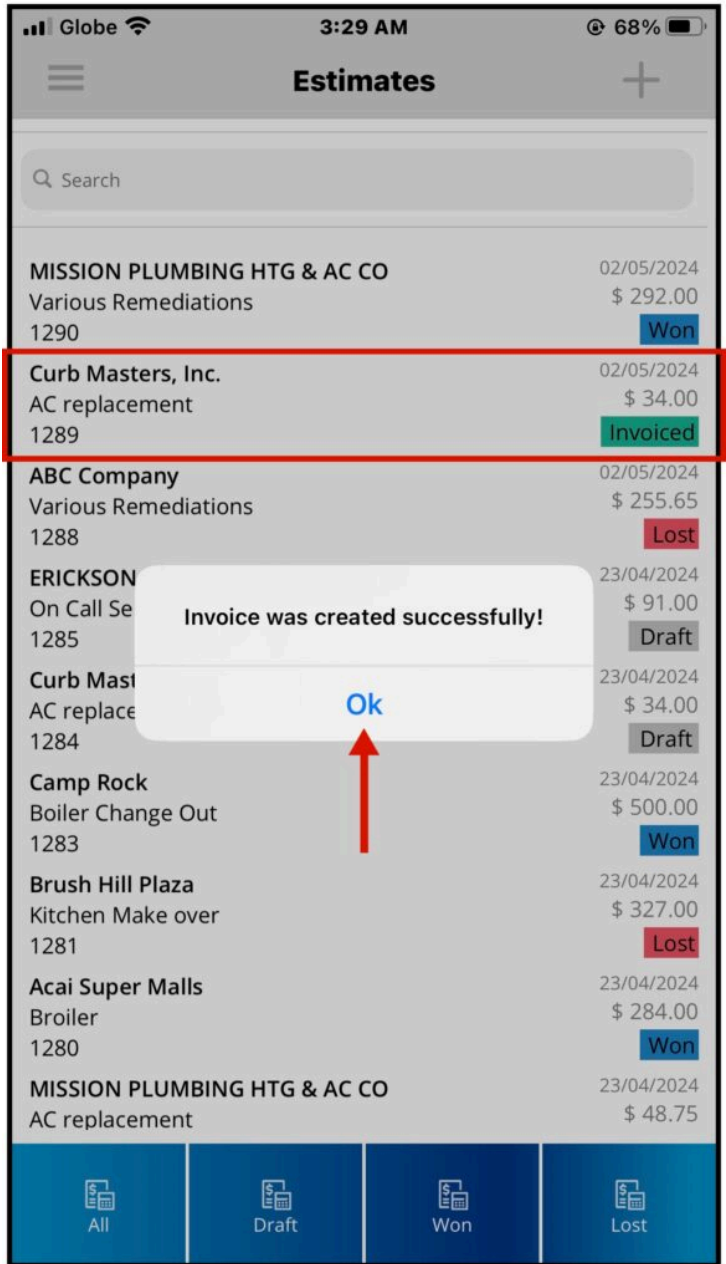 Globe 3:29 AM 68%
Estimates
Search
MISSION PLUMBING HTG & AC CO 02/05/2024
Various Remediations $ 292.00
1290 Won
Curb Masters, Inc. 02/05/2024
AC replacement $ 34.00
1289 Invoiced
ABC Company 02/05/2024
Various Remediations $ 255.65
1288 Lost
ERICKSON 23/04/2024
On Call Se $ 91.00
1285 Draft
Invoice was created successfully!
Ok
Curb Mast 23/04/2024
AC replace $ 34.00
1284 Draft
Camp Rock 23/04/2024
Boiler Change Out $ 500.00
1283 Won
Brush Hill Plaza 23/04/2024
Kitchen Make over $ 327.00
1281 Lost
Acai Super Malls 23/04/2024
Broiler $ 284.00
1280 Won
MISSION PLUMBING HTG & AC CO 23/04/2024
AC replacement $ 48.75
All Draft Won Lost